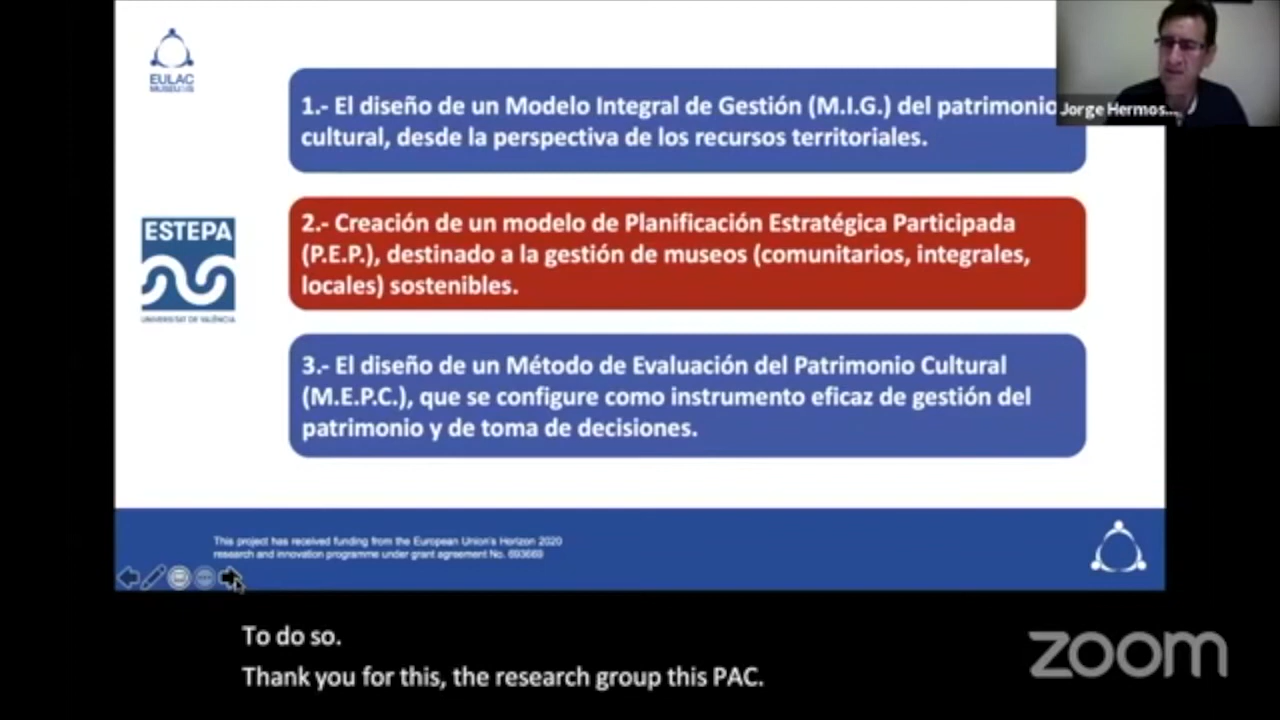 EULAC
MUSEUMS
1.- El diseño de un Modelo Integral de Gestión (M.I.G.) del patrimonio
cultural, desde la perspectiva de los recursos territoriales.
Jorge Hermos...
ESTEPA
UNIVERSITAT DE VALÈNCIA
2.- Creación de un modelo de Planificación Estratégica Participada
(P.E.P.), destinado a la gestión de museos (comunitarios, integrales,
locales) sostenibles.
3.- El diseño de un Método de Evaluación del Patrimonio Cultural
(M.E.P.C.), que se configure como instrumento eficaz de gestión del
patrimonio y de toma de decisiones.
This project has received funding from the European Union's Horizon 2020
research and innovation programme under grant agreement No. 693669
To do so.
Thank you for this, the research group this PAC.
zoom